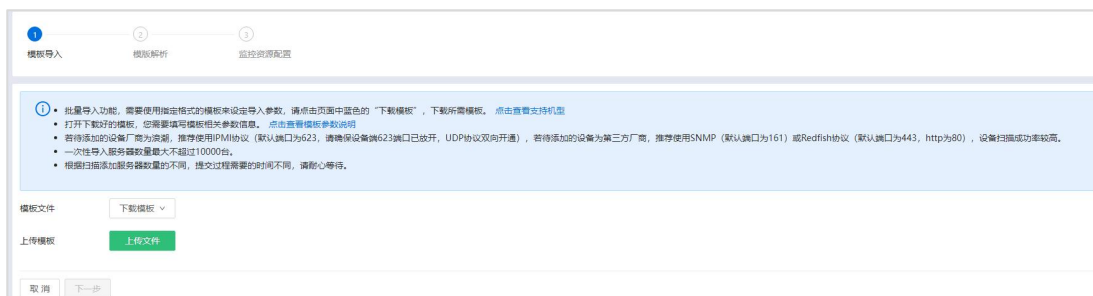 1 2 3
模板导入 模版解析 监控资源配置
批量导入功能，需要使用指定格式的模板来设定导入参数，请点击页面中蓝色的“下载模板”，下载所需模板。 点击查看支持机型
打开下载好的模板，您需要填写模板相关参数信息。 点击查看模板参数说明
若待添加的设备厂商为浪潮，推荐使用IPMI协议（默认端口为623，请确保设备端623端口已放开，UDP协议双向开通），若待添加的设备为第三方厂商，推荐使用SNMP（默认端口为161）或Redfish协议（默认端口为443，http为80），设备扫描成功率较高。
一次性导入服务器数量最大不超过10000台。
根据扫描添加服务器数量的不同，提交过程需要的时间不同，请耐心等待。
模板文件 下载模板
上传模板 上传文件
取消 下一步